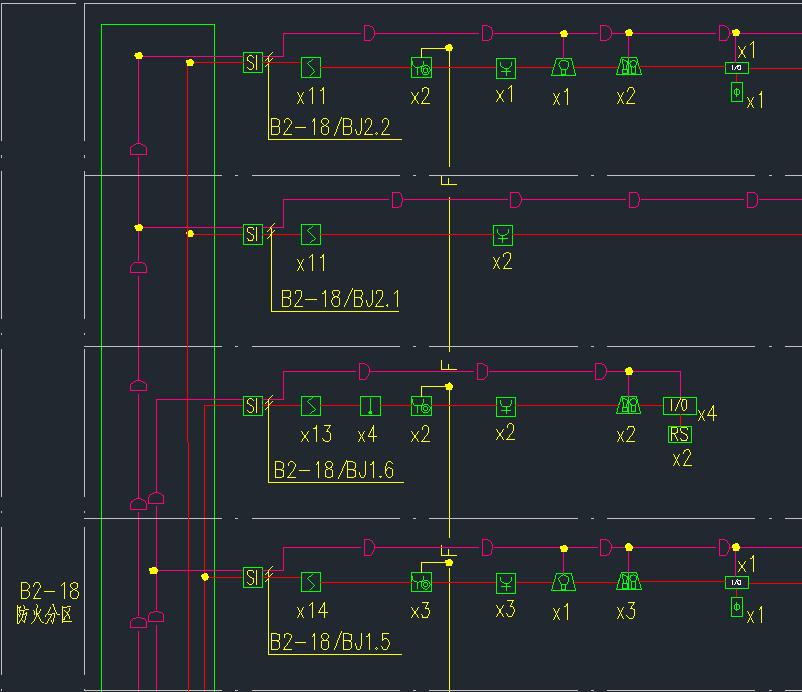 D D D D
SI
I/O
x1
x11 x2 x1 x1 x2 x1
B2-18/BJ2.2
F
D D D D
SI
x11 x2
B2-18/BJ2.1
F
D D D
SI
I/O
x4
x13 x4 x2 x2 x2
RS
x2
B2-18/BJ1.6
F
D D D D
SI
I/O
x1
x14 x3 x3 x1 x3 x1
B2-18
防火分区
B2-18/BJ1.5